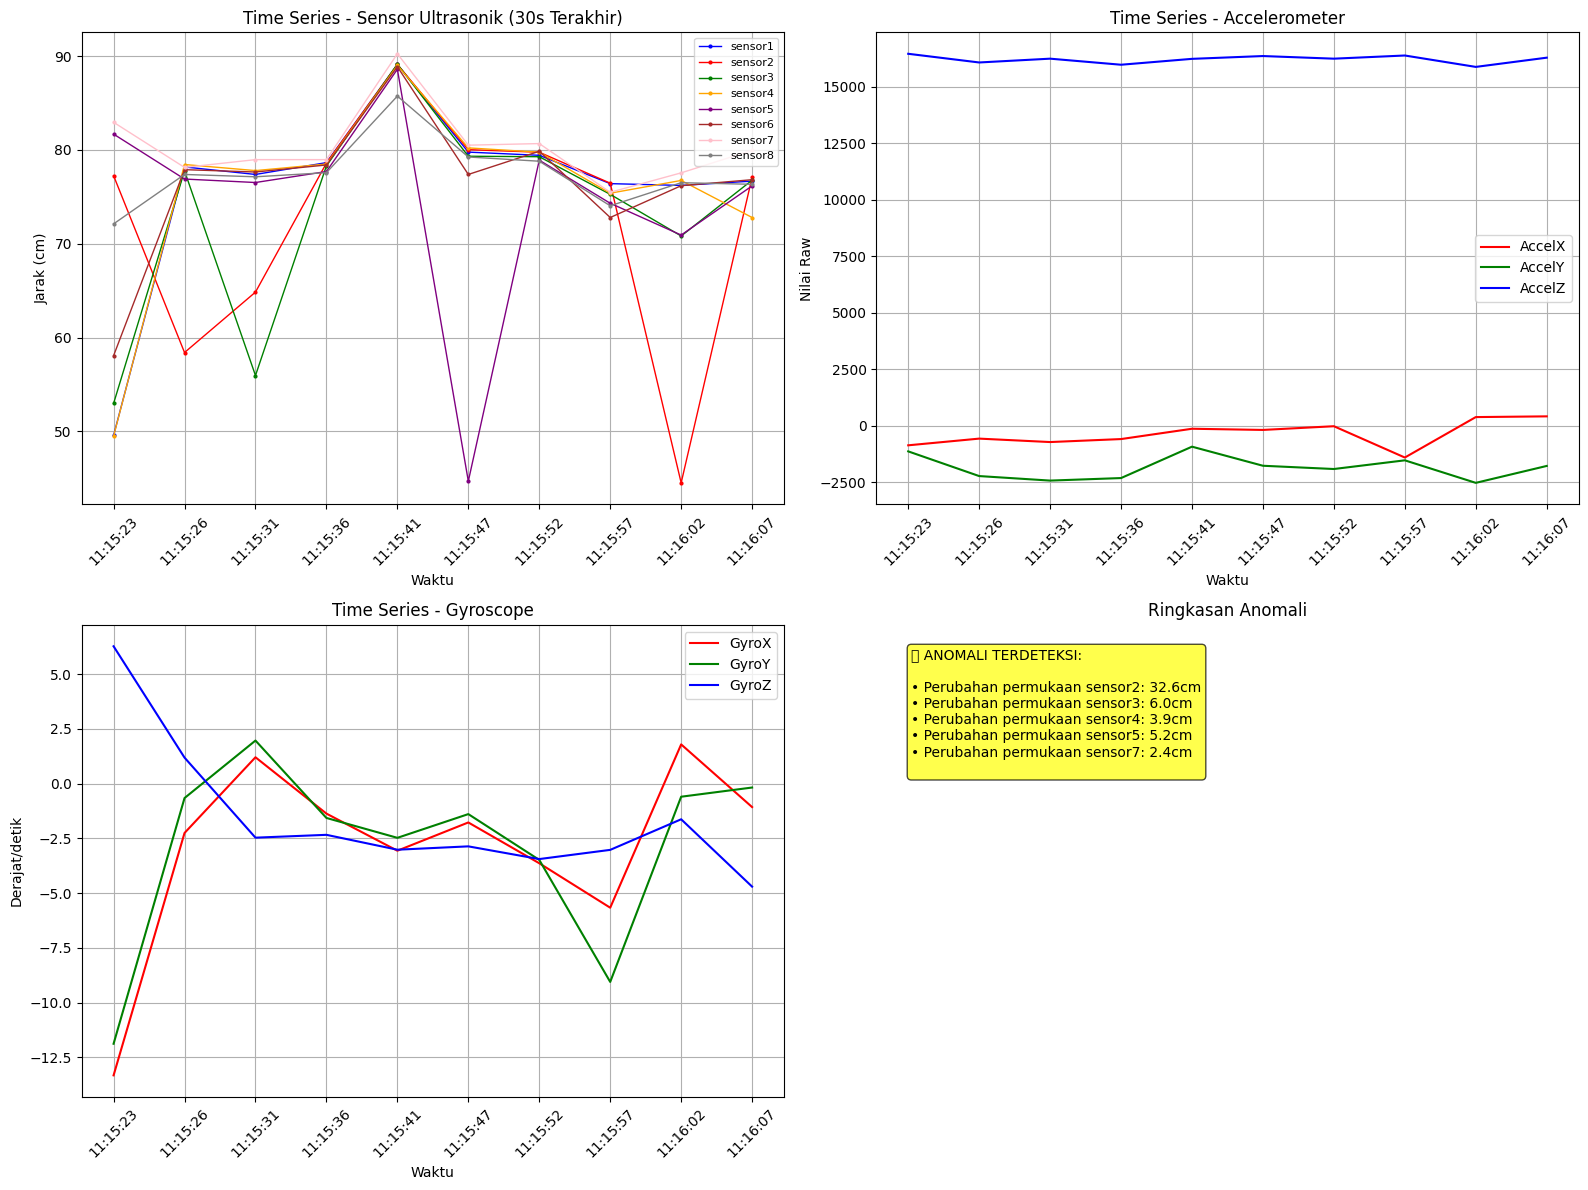 Time Series - Sensor Ultrasonik (30s Terakhir)
90
80
70
60
50
Jarak (cm)
sensor1
sensor2
sensor3
sensor4
sensor5
sensor6
sensor7
sensor8
11:15:23
11:15:26
11:15:31
11:15:36
11:15:41
11:15:47
11:15:52
11:15:57
11:16:02
11:16:07
Waktu
Time Series - Accelerometer
15000
12500
10000
7500
5000
2500
0
−2500
Nilai Raw
AccelX
AccelY
AccelZ
11:15:23
11:15:26
11:15:31
11:15:36
11:15:41
11:15:47
11:15:52
11:15:57
11:16:02
11:16:07
Waktu
Time Series - Gyroscope
5.0
2.5
0.0
−2.5
−5.0
−7.5
−10.0
−12.5
Derajat/detik
GyroX
GyroY
GyroZ
11:15:23
11:15:26
11:15:31
11:15:36
11:15:41
11:15:47
11:15:52
11:15:57
11:16:02
11:16:07
Waktu
Ringkasan Anomali
ANOMALI TERDETEKSI:
• Perubahan permukaan sensor2: 32.6cm
• Perubahan permukaan sensor3: 6.0cm
• Perubahan permukaan sensor4: 3.9cm
• Perubahan permukaan sensor5: 5.2cm
• Perubahan permukaan sensor7: 2.4cm